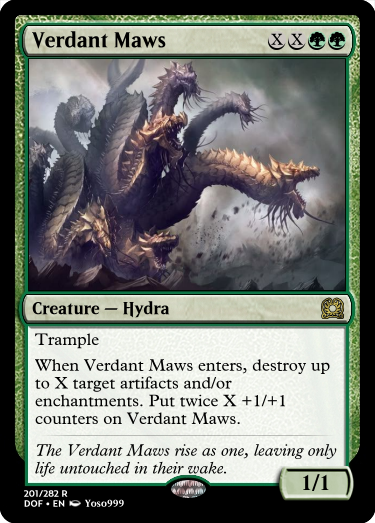 Verdant Maws XX
Creature — Hydra
Trample
When Verdant Maws enters, destroy up
to X target artifacts and/or
enchantments. Put twice X +1/+1
counters on Verdant Maws.
The Verdant Maws rise as one, leaving only
life untouched in their wake.
1/1
201/282 R
DOF • EN Yoso999